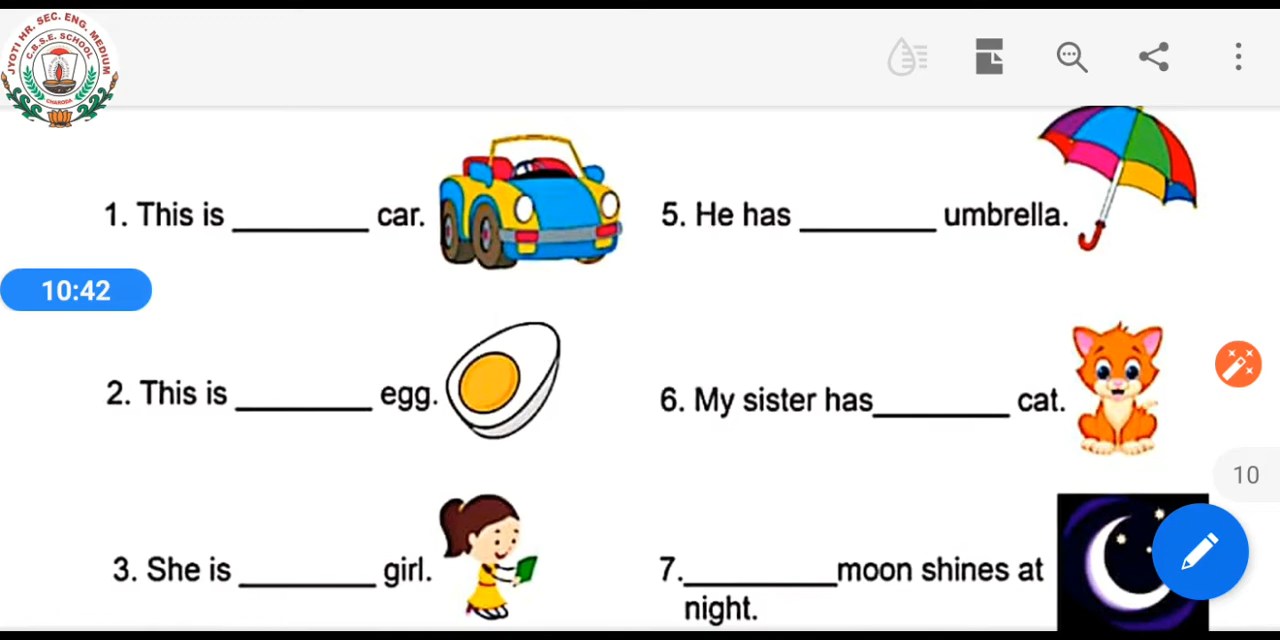 JYOTI HR. SEC. ENG. MEDIUM
C.B.S.E. SCHOOL
CHARODA
1. This is ________ car.
5. He has ________ umbrella.
10:42
2. This is ________ egg.
6. My sister has________ cat.
10
3. She is ________ girl.
7._________moon shines at
night.